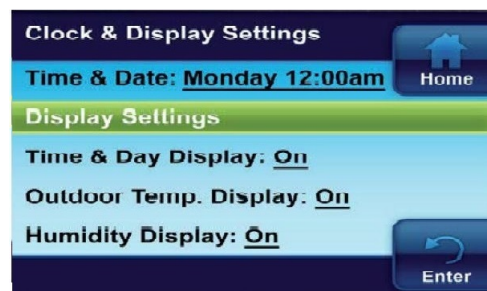 Clock & Display Settings
Time & Date: Monday 12:00am
Home
Display Settings
Time & Day Display: On
Outdoor Temp. Display: On
Humidity Display: On
Enter